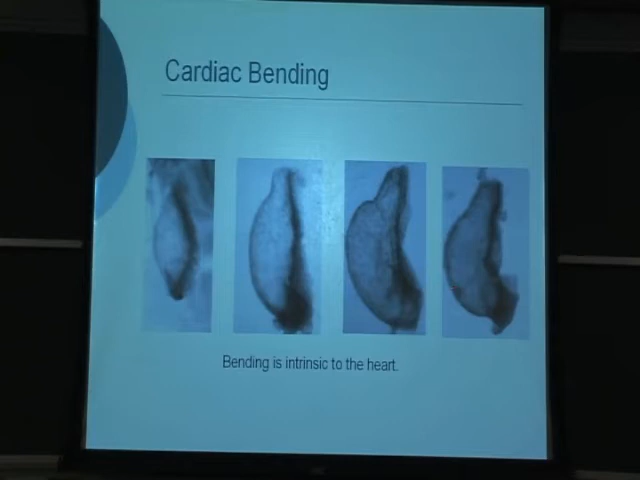 Cardiac Bending
Bending is intrinsic to the heart.